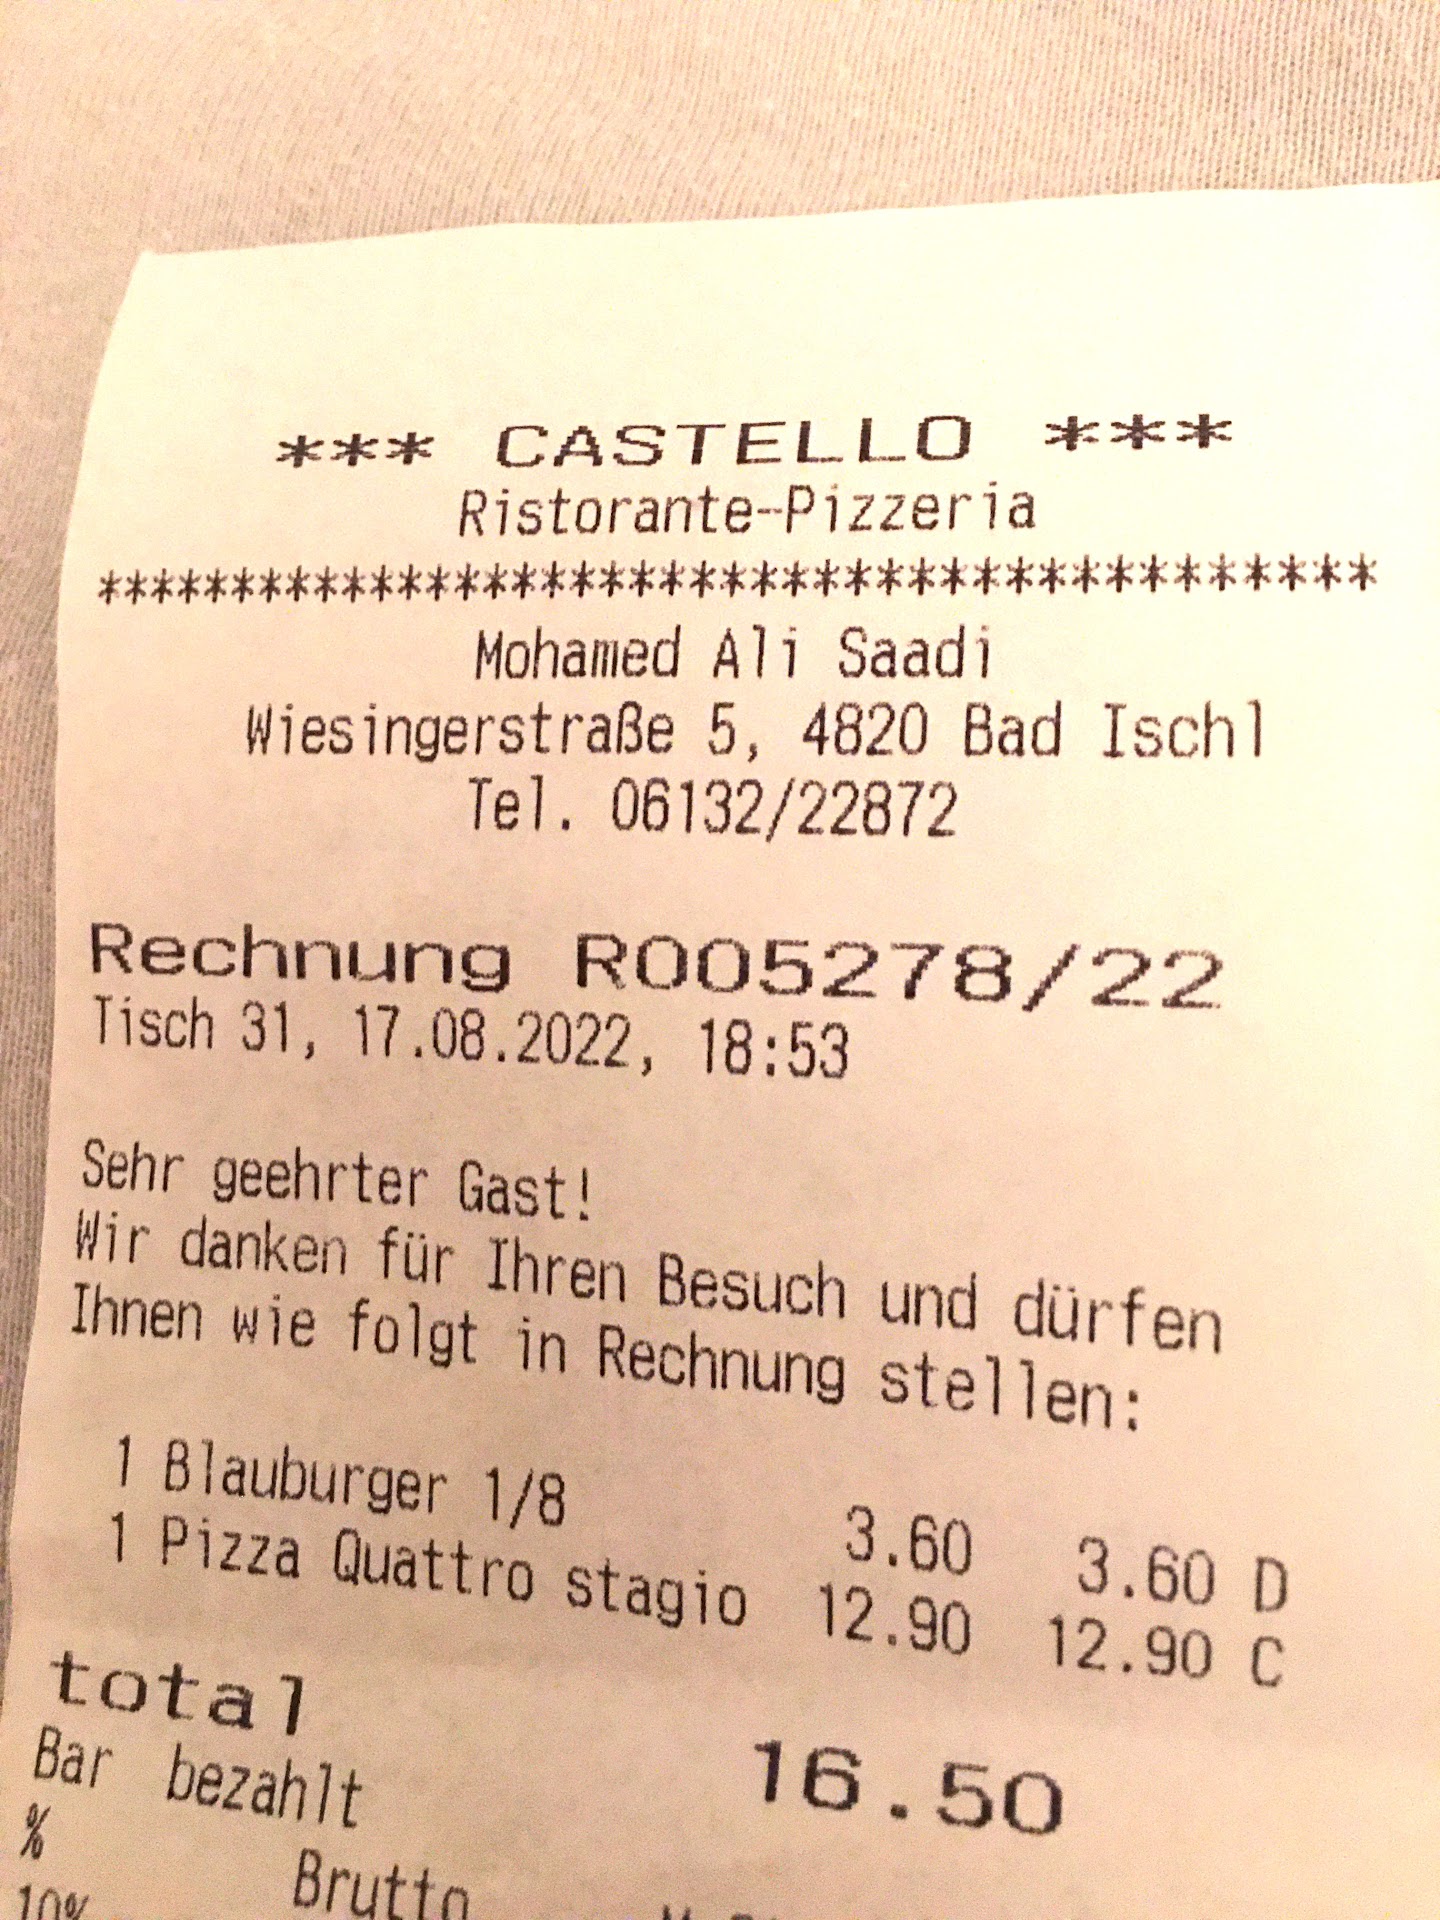 *** CASTELLO ***
Ristorante-Pizzeria
******************************************
Mohamed Ali Saadi
Wiesingerstraße 5, 4820 Bad Ischl
Tel. 06132/22872
Rechnung R005278/22
Tisch 31, 17.08.2022, 18:53
Sehr geehrter Gast!
Wir danken für Ihren Besuch und dürfen
Ihnen wie folgt in Rechnung stellen:
1 Blauburger 1/8 3.60 3.60 D
1 Pizza Quattro stagio 12.90 12.90 C
total 16.50
Bar bezahlt
% Brutto
10%